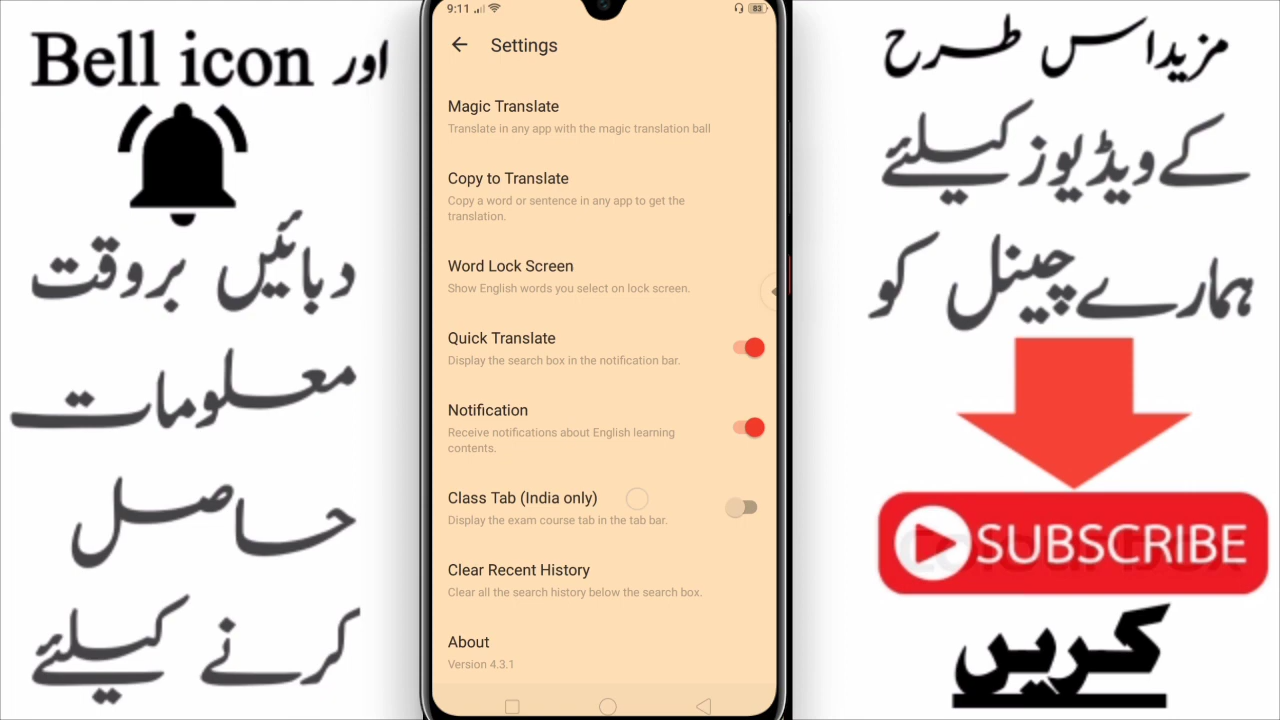 اور Bell icon
دبائیں بروقت
معلومات
حاصل
کرنے کیلئے
9:11
83
Settings
Magic Translate
Translate in any app with the magic translation ball
Copy to Translate
Copy a word or sentence in any app to get the
translation.
Word Lock Screen
Show English words you select on lock screen.
Quick Translate
Display the search box in the notification bar.
Notification
Receive notifications about English learning
contents.
Class Tab (India only)
Display the exam course tab in the tab bar.
Clear Recent History
Clear all the search history below the search box.
About
Version 4.3.1
مزیداس طرح
کے ویڈیوز کیلئے
ہمارے چینل کو
SUBSCRIBE
کریں